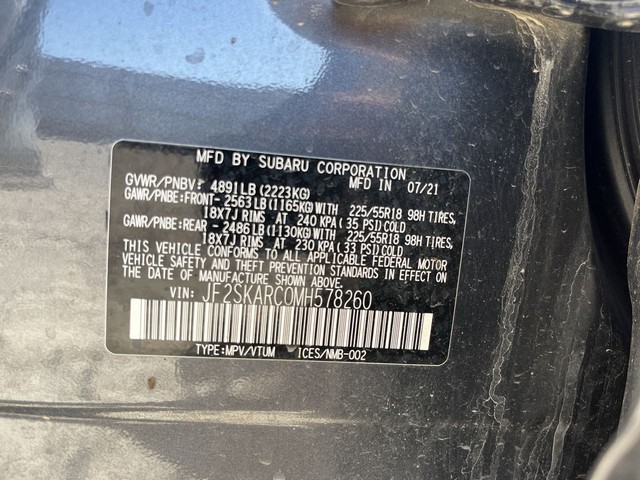 MFD BY SUBARU CORPORATION
GVWR/PNBV: 4891LB(2223KG) MFD IN 07/21
GAWR/PNBE:FRONT- 2563LB(1165KG)WITH 225/55R18 98H TIRES,
18X7J RIMS AT 240 KPA(35 PSI)COLD
GAWR/PNBE:REAR - 2486LB(1130KG)WITH 225/55R18 98H TIRES,
18X7J RIMS AT 230 KPA(33 PSI)COLD
THIS VEHICLE CONFORMS TO ALL APPLICABLE FEDERAL MOTOR
VEHICLE SAFETY AND THEFT PREVENTION STANDARDS IN EFFECT ON
THE DATE OF MANUFACTURE SHOWN ABOVE.
VIN: JF2SKARC0MH578260
TYPE:MPV/VTUM ICES/NMB-002